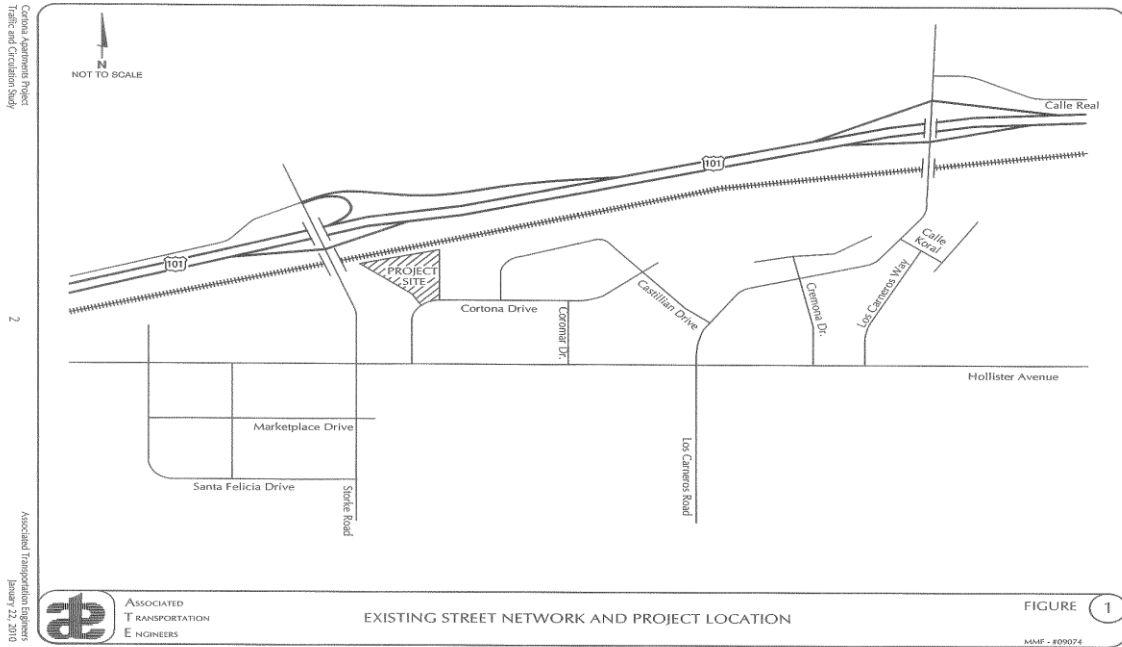 Cortona Apartments Project
Traffic and Circulation Study
2
Associated Transportation Engineers
January 22, 2010
N
NOT TO SCALE
Calle Real
101
101
101
PROJECT
SITE
Calle
Koral
Cortona Drive
Coromar Dr.
Castillian Drive
Cremona Dr.
Los Carneros Way
Hollister Avenue
Marketplace Drive
Santa Felicia Drive
Storke Road
Los Carneros Road
ate
ASSOCIATED
TRANSPORTATION
ENGINEERS
EXISTING STREET NETWORK AND PROJECT LOCATION
FIGURE 1
MMF - #09074